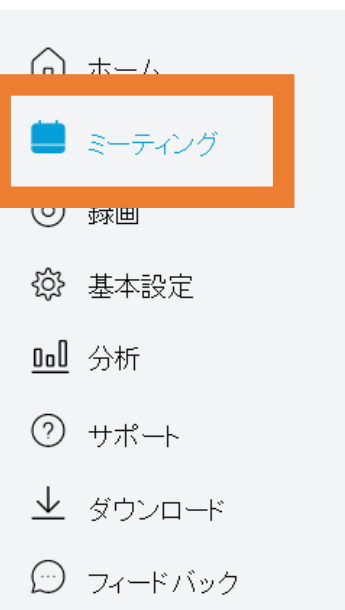 ホーム
ミーティング
録画
基本設定
分析
サポート
ダウンロード
フィードバック